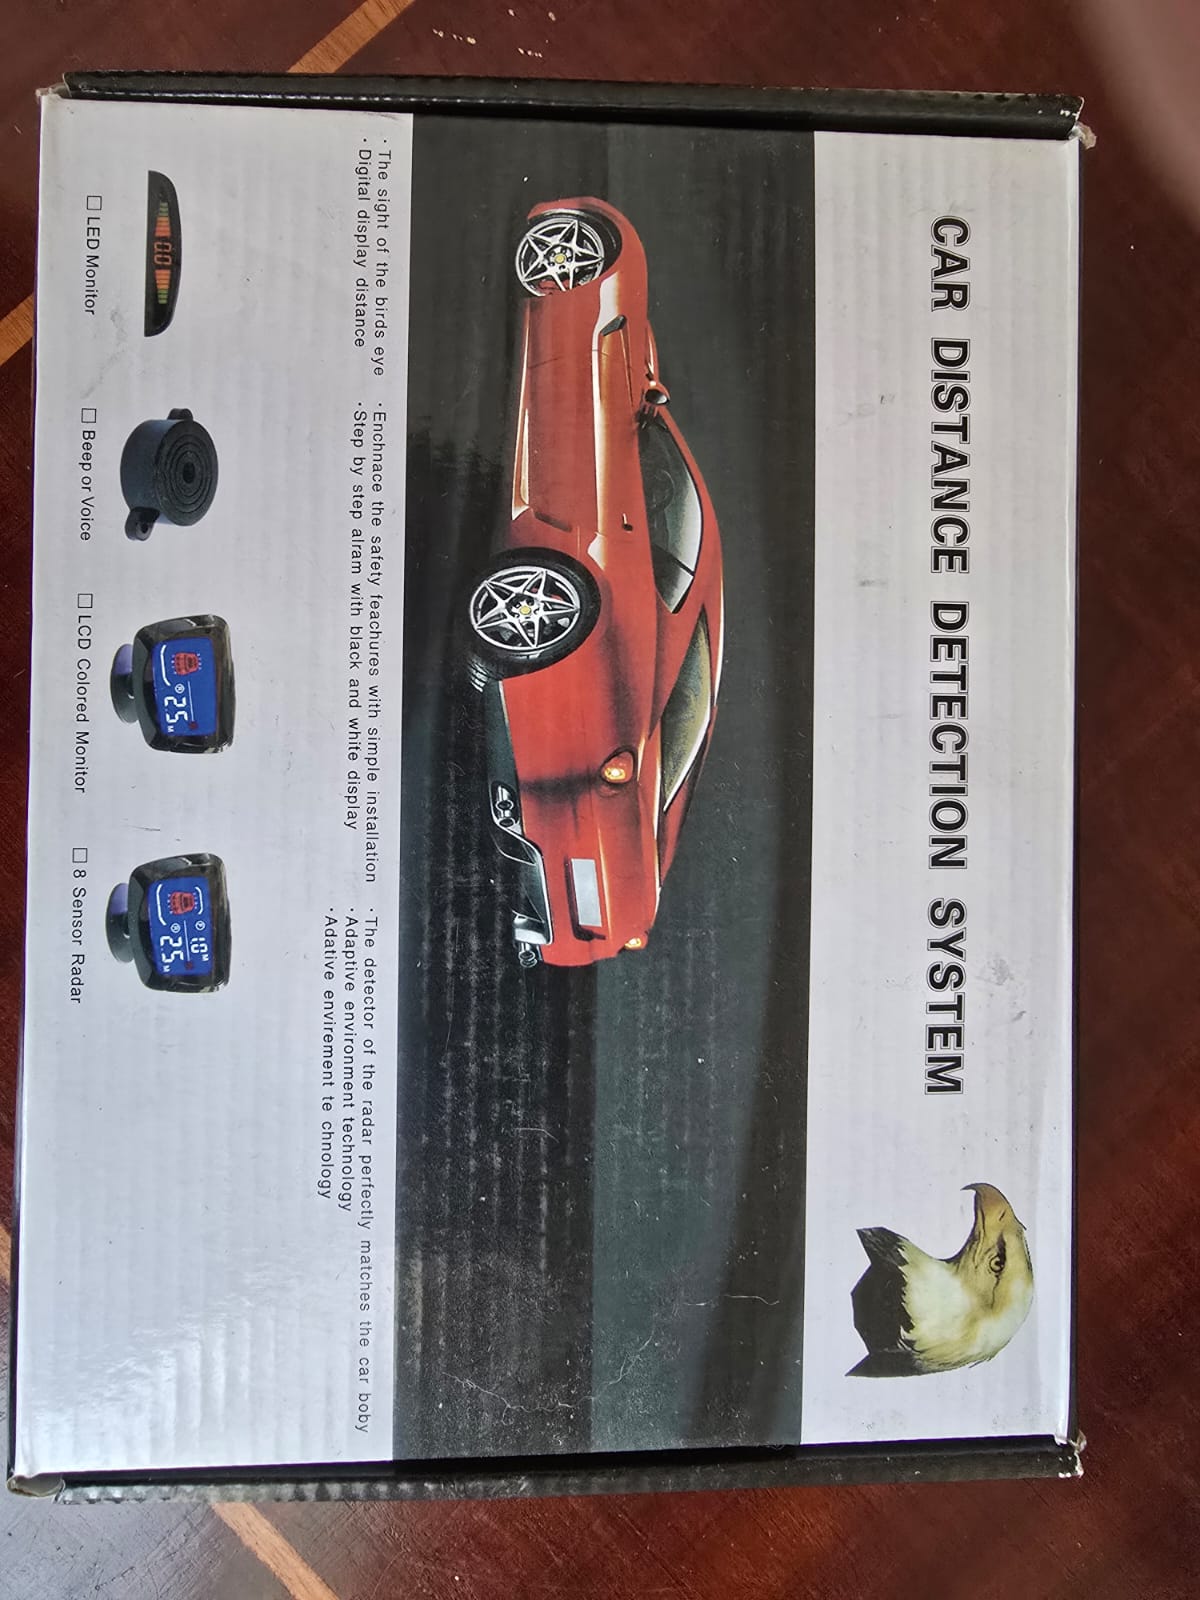 CAR DISTANCE DETECTION SYSTEM
· The sight of the birds eye
· Digital display distance
· Enchnace the safety feachures with simple installation
· Step by step alram with black and white display
· The detector of the radar perfectly matches the car boby
· Adaptive environment technology
· Adative envirement te chnology
0.0
R 2.5 M
F 1.0 M
R 2.5 M
☐ LED Monitor
☐ Beep or Voice
☐ LCD Colored Monitor
☐ 8 Sensor Radar